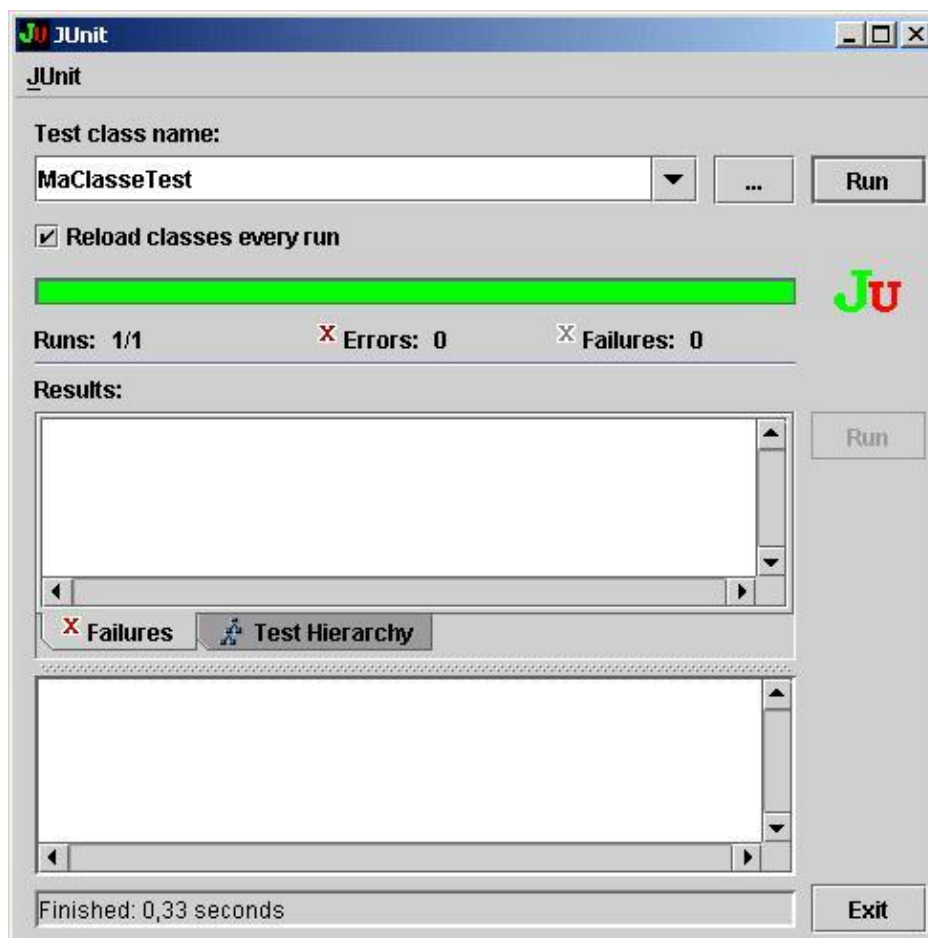 JU JUnit
JUnit
Test class name:
MaClasseTest
... Run
Reload classes every run
JU
Runs: 1/1 X Errors: 0 X Failures: 0
Results:
Run
X Failures Test Hierarchy
Finished: 0,33 seconds
Exit